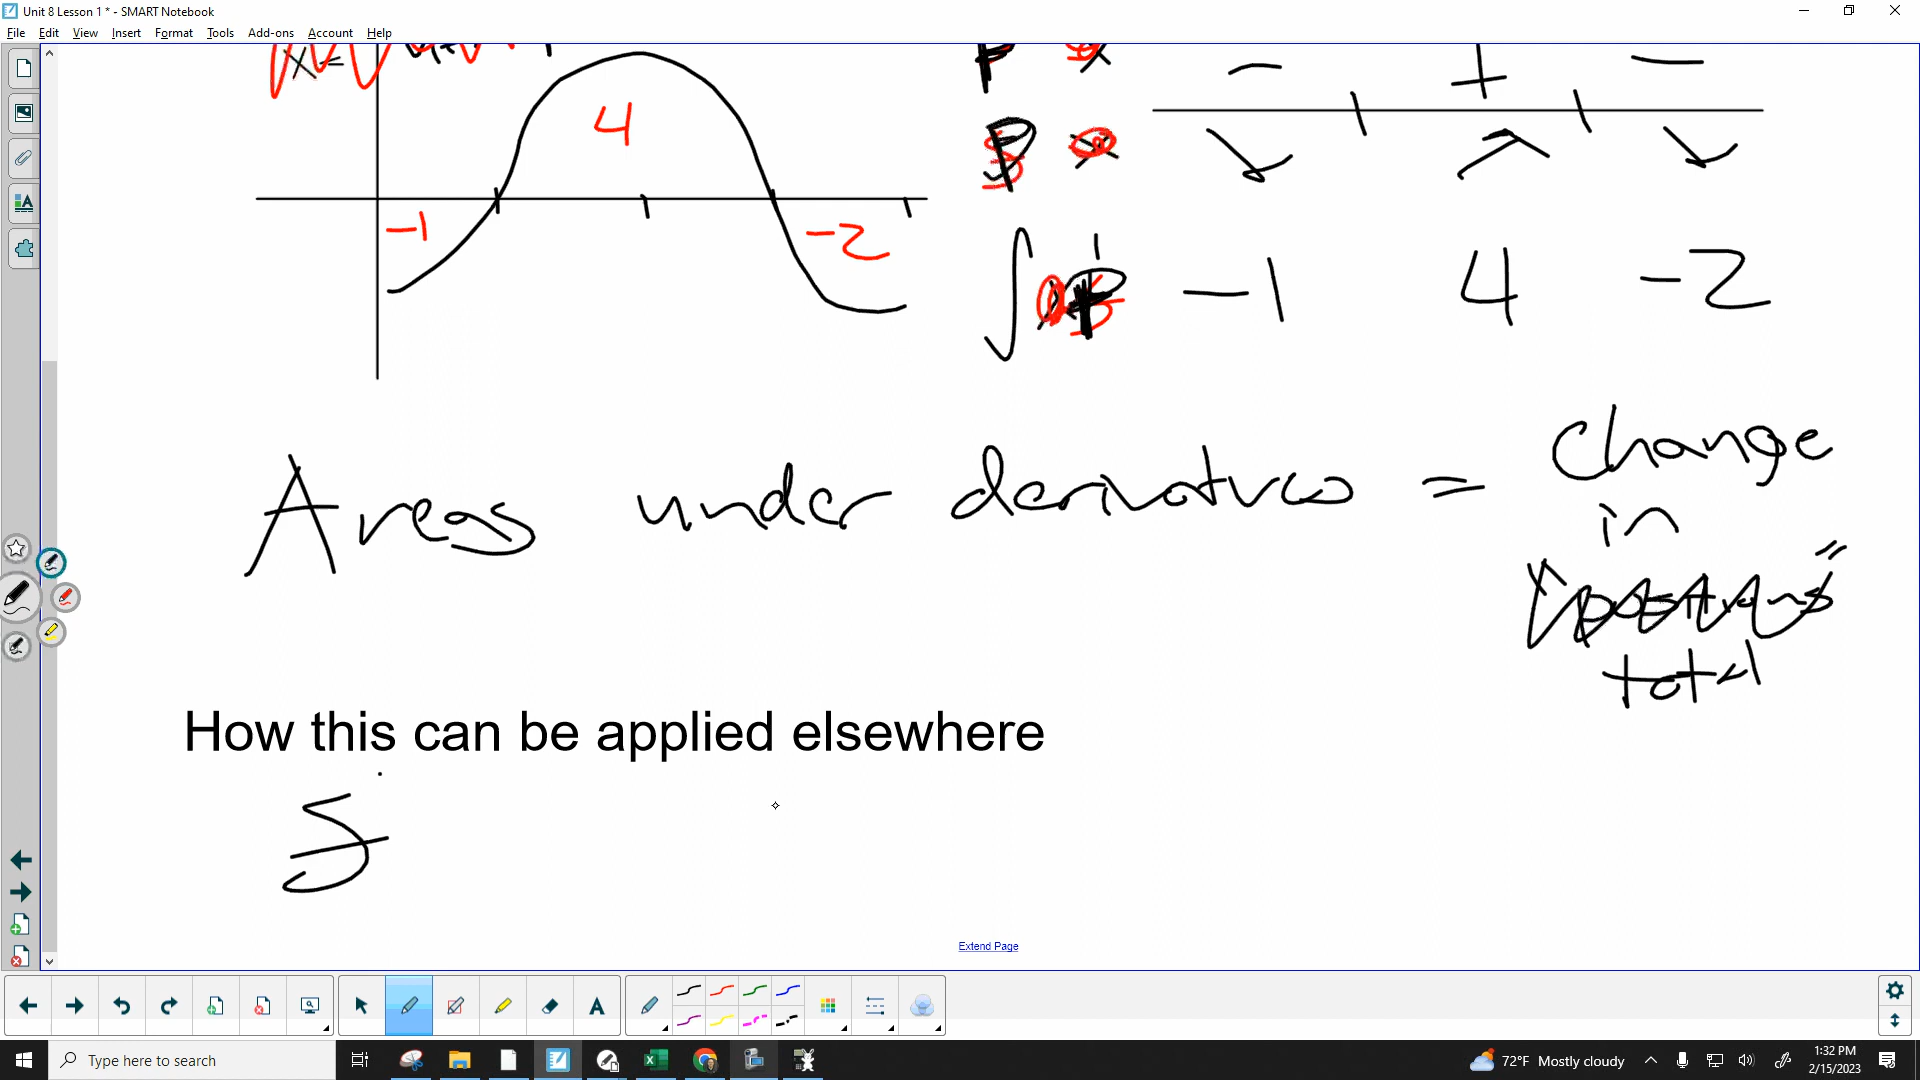 Unit 8 Lesson 1 * - SMART Notebook
File Edit View Insert Format Tools Add-ons Account Help
X =
4
-1
-2
P
- + -
P
∫ -1 4 -2
Areas under derivatives = change
in
total
How this can be applied elsewhere
Extend Page
Type here to search
72°F Mostly cloudy
1:32 PM
2/15/2023